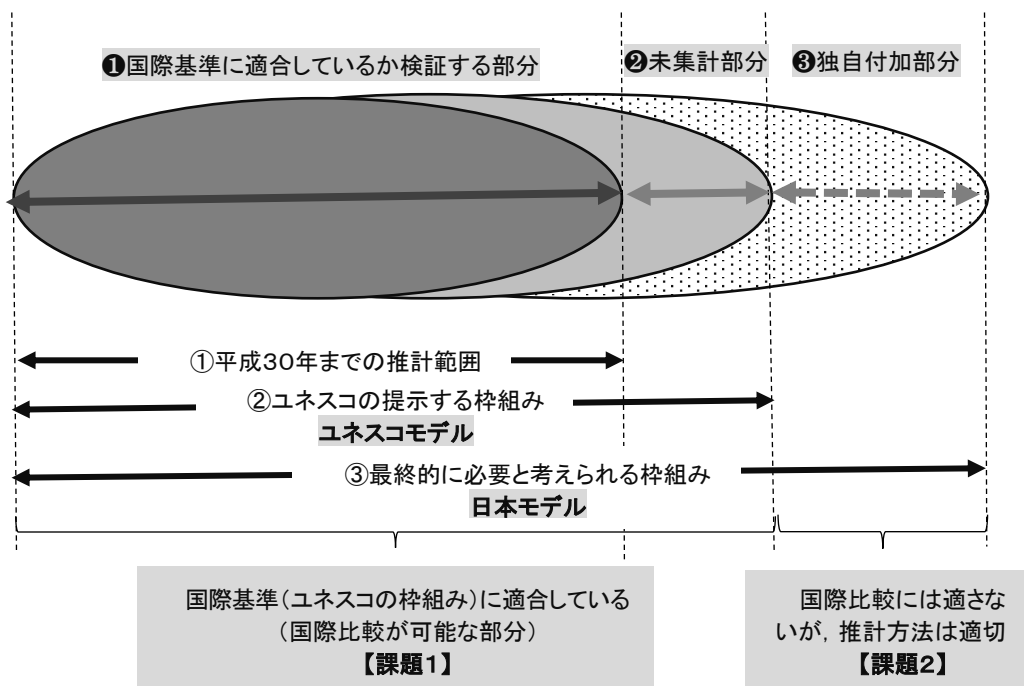 ❶国際基準に適合しているか検証する部分
❷未集計部分
❸独自付加部分
①平成30年までの推計範囲
②ユネスコの提示する枠組み
ユネスコモデル
③最終的に必要と考えられる枠組み
日本モデル
国際基準(ユネスコの枠組み)に適合している
(国際比較が可能な部分)
【課題1】
国際比較には適さな
いが,推計方法は適切
【課題2】